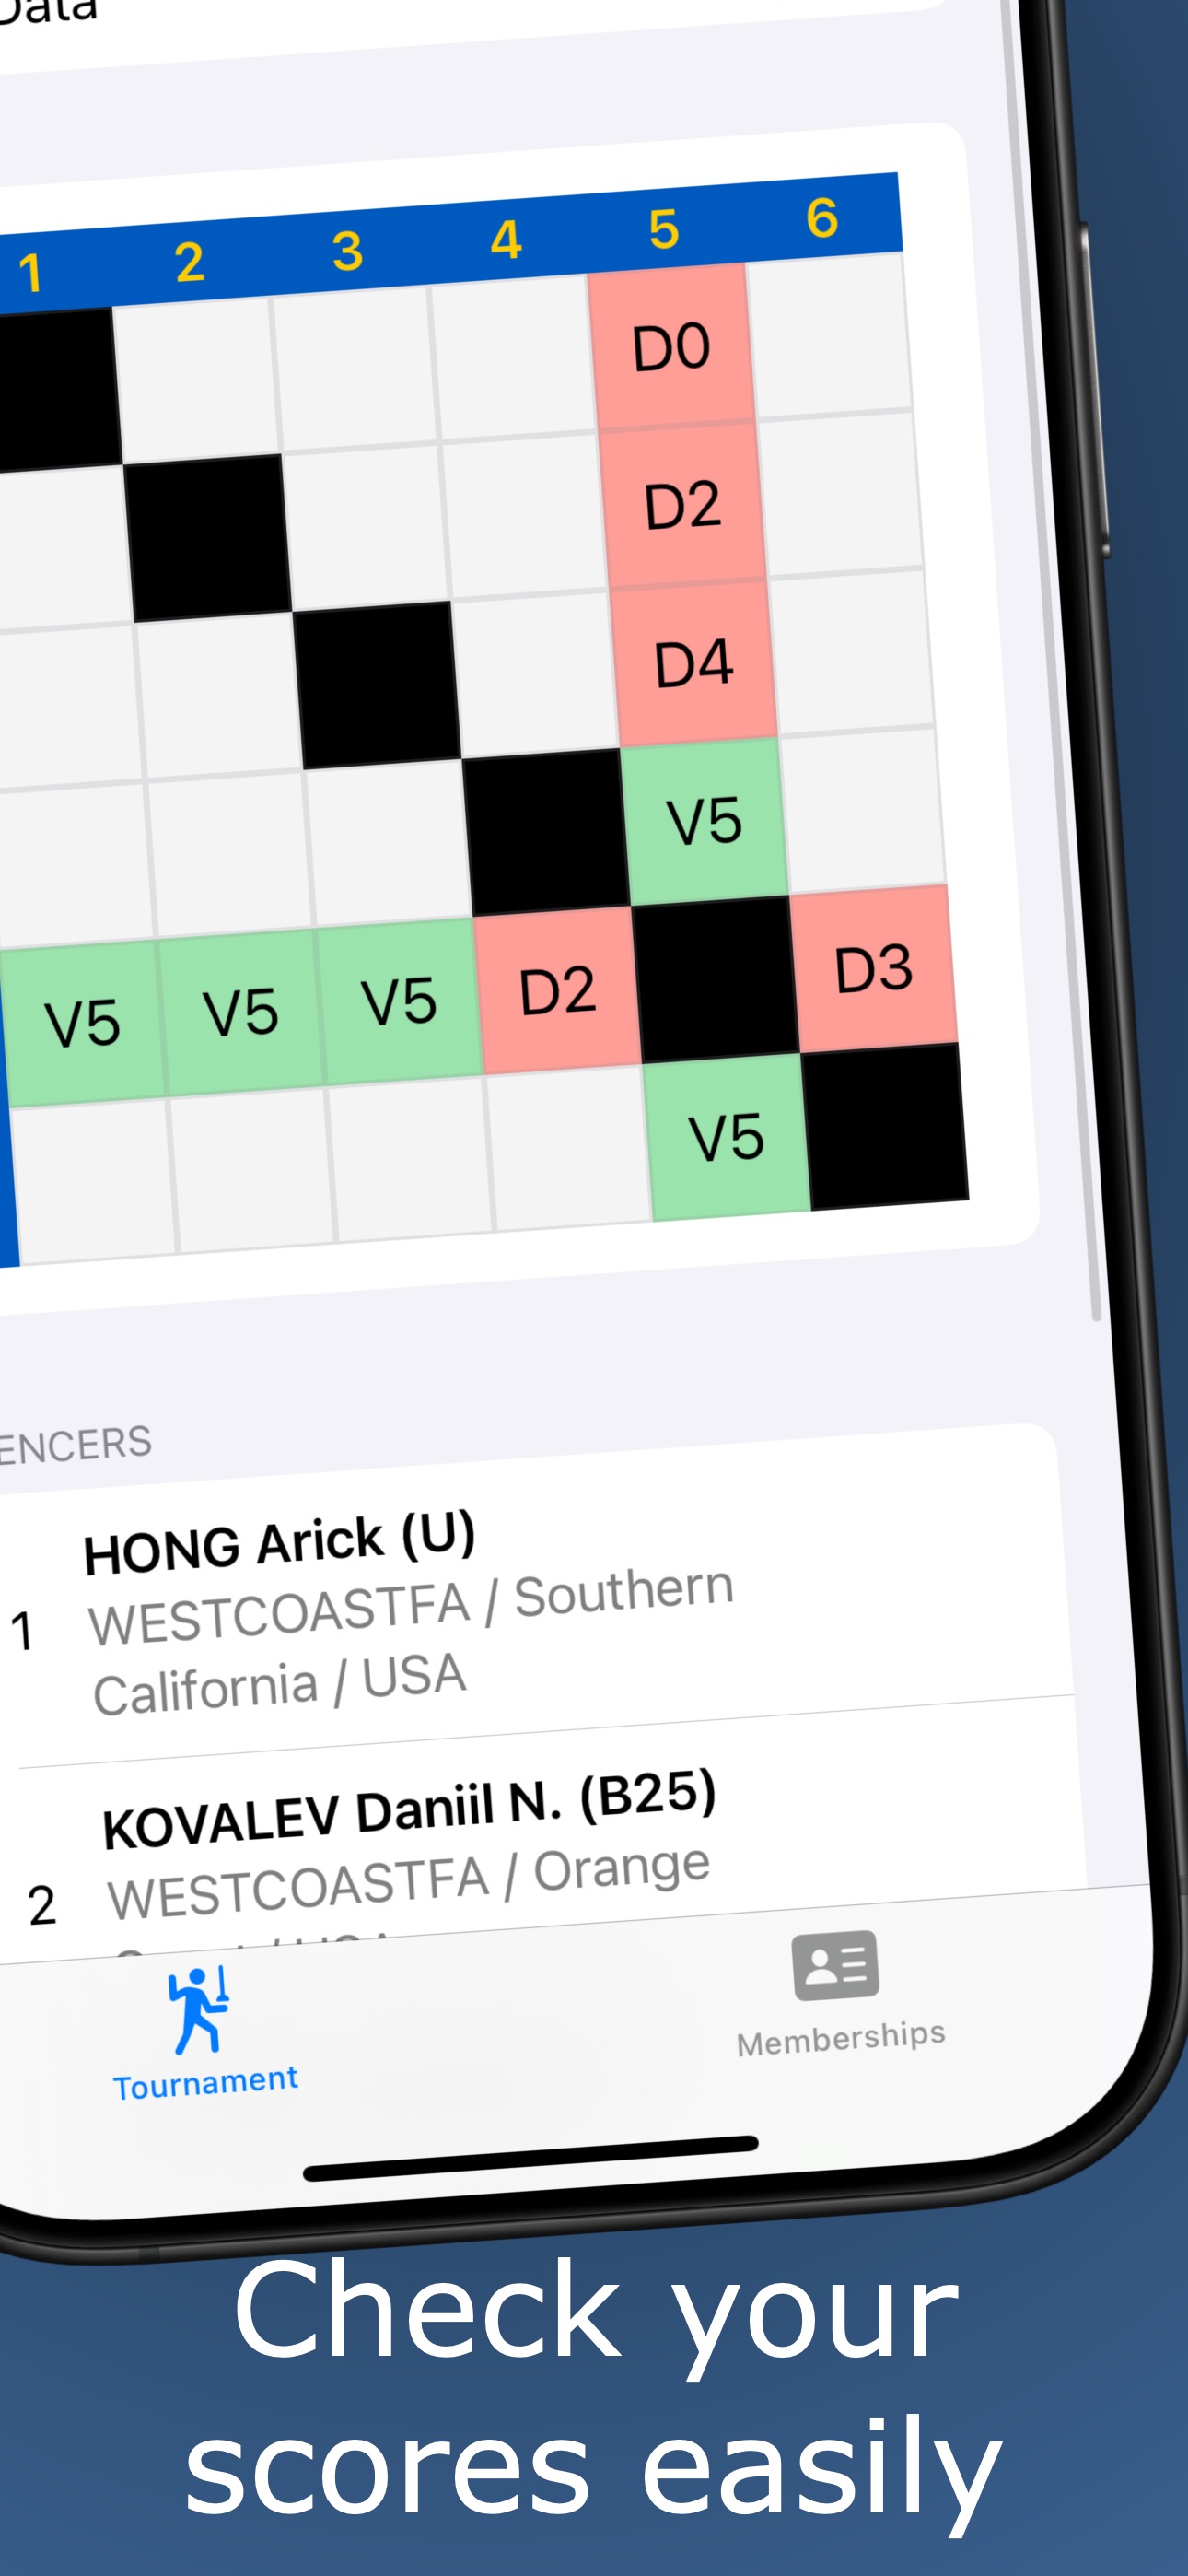 Data
1 2 3 4 5 6
D0
D2
D4
V5
V5 V5 V5 D2 D3
V5
ENCERS
HONG Arick (U)
1
WESTCOASTFA / Southern
California / USA
KOVALEV Daniil N. (B25)
2
WESTCOASTFA / Orange
Tournament
Memberships
Check your
scores easily